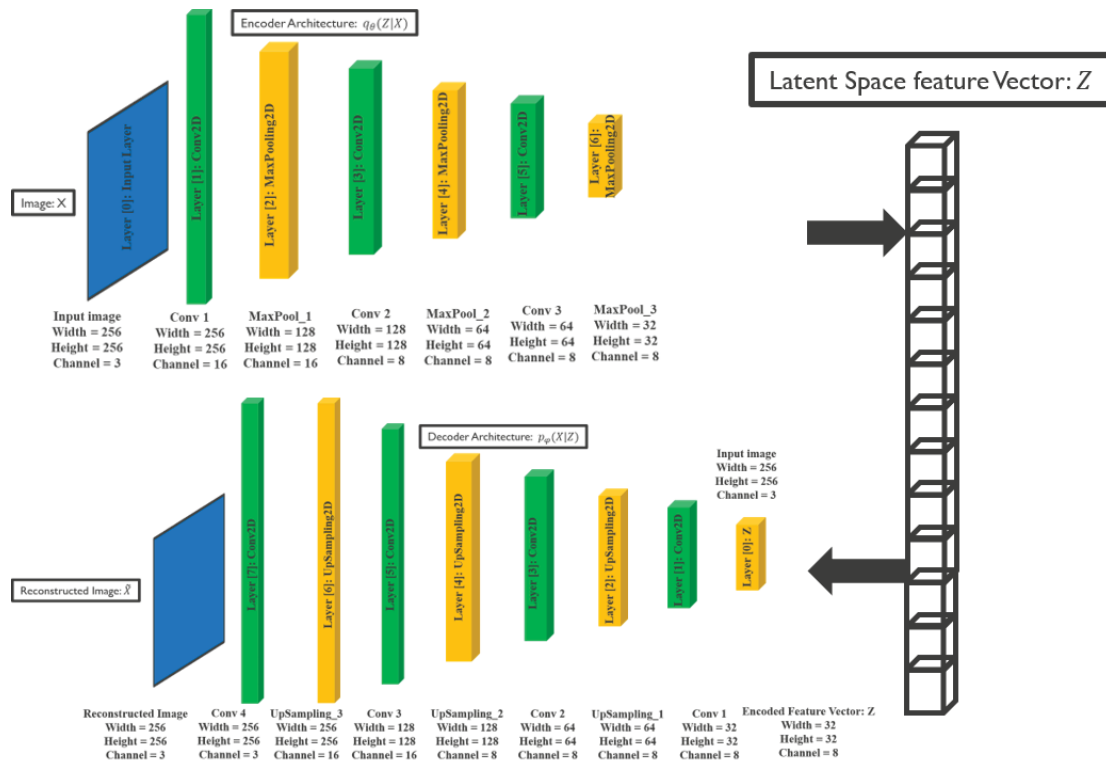 Encoder Architecture: qθ(Z|X)
Latent Space feature Vector: Z
Image: X
Layer [0]: Input Layer
Layer [1]: Conv2D
Layer [2]: MaxPooling2D
Layer [3]: Conv2D
Layer [4]: MaxPooling2D
Layer [5]: Conv2D
Layer [6]:
MaxPooling2D
Input image
Width = 256
Height = 256
Channel = 3
Conv 1
Width = 256
Height = 256
Channel = 16
MaxPool_1
Width = 128
Height = 128
Channel = 16
Conv 2
Width = 128
Height = 128
Channel = 8
MaxPool_2
Width = 64
Height = 64
Channel = 8
Conv 3
Width = 64
Height = 64
Channel = 8
MaxPool_3
Width = 32
Height = 32
Channel = 8
Decoder Architecture: pφ(X|Z)
Input image
Width = 256
Height = 256
Channel = 3
Reconstructed Image: X̃
Layer [7]: Conv2D
Layer [6]: UpSampling2D
Layer [5]: Conv2D
Layer [4]: UpSampling2D
Layer [3]: Conv2D
Layer [2]: UpSampling2D
Layer [1]: Conv2D
Layer [0]: Z
Reconstructed Image
Width = 256
Height = 256
Channel = 3
Conv 4
Width = 256
Height = 256
Channel = 3
UpSampling_3
Width = 256
Height = 256
Channel = 16
Conv 3
Width = 128
Height = 128
Channel = 16
UpSampling_2
Width = 128
Height = 128
Channel = 8
Conv 2
Width = 64
Height = 64
Channel = 8
UpSampling_1
Width = 64
Height = 64
Channel = 8
Conv 1
Width = 32
Height = 32
Channel = 8
Encoded Feature Vector: Z
Width = 32
Height = 32
Channel = 8